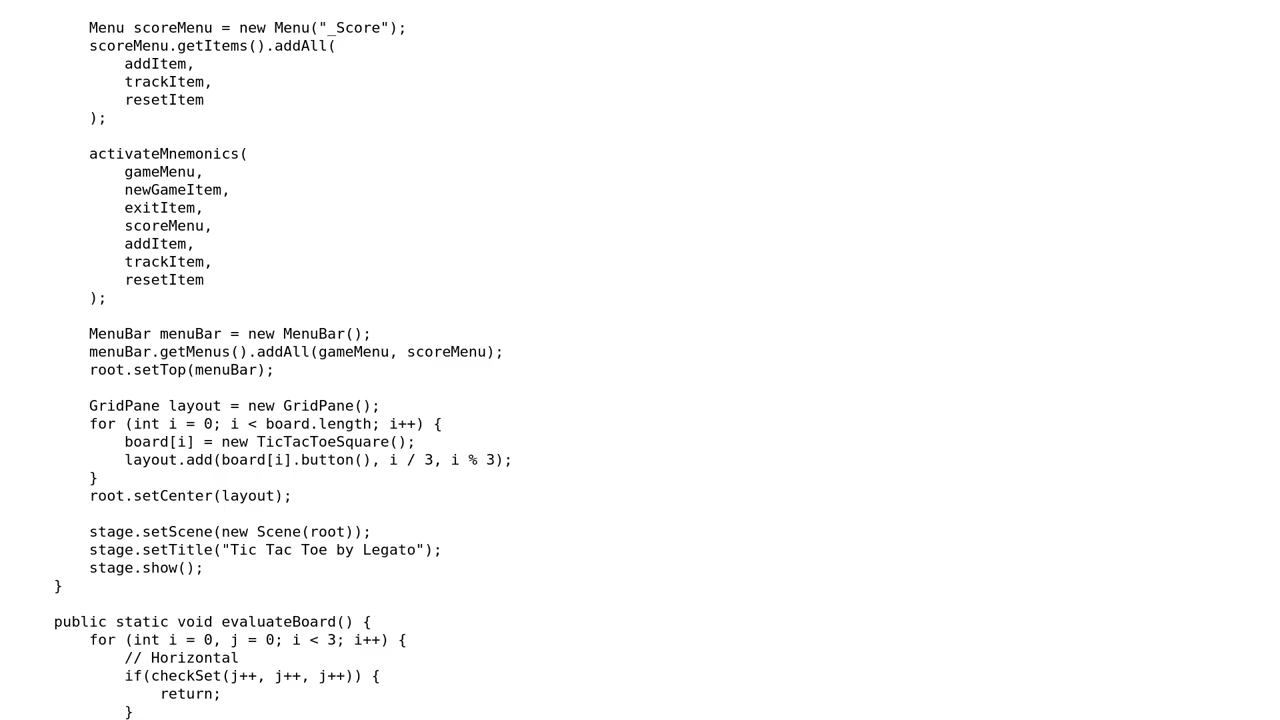 Menu scoreMenu = new Menu("_Score");
scoreMenu.getItems().addAll(
addItem,
trackItem,
resetItem
);
activateMnemonics(
gameMenu,
newGameItem,
exitItem,
scoreMenu,
addItem,
trackItem,
resetItem
);
MenuBar menuBar = new MenuBar();
menuBar.getMenus().addAll(gameMenu, scoreMenu);
root.setTop(menuBar);
GridPane layout = new GridPane();
for (int i = 0; i < board.length; i++) {
board[i] = new TicTacToeSquare();
layout.add(board[i].button(), i / 3, i % 3);
}
root.setCenter(layout);
stage.setScene(new Scene(root));
stage.setTitle("Tic Tac Toe by Legato");
stage.show();
}
public static void evaluateBoard() {
for (int i = 0, j = 0; i < 3; i++) {
// Horizontal
if(checkSet(j++, j++, j++)) {
return;
}